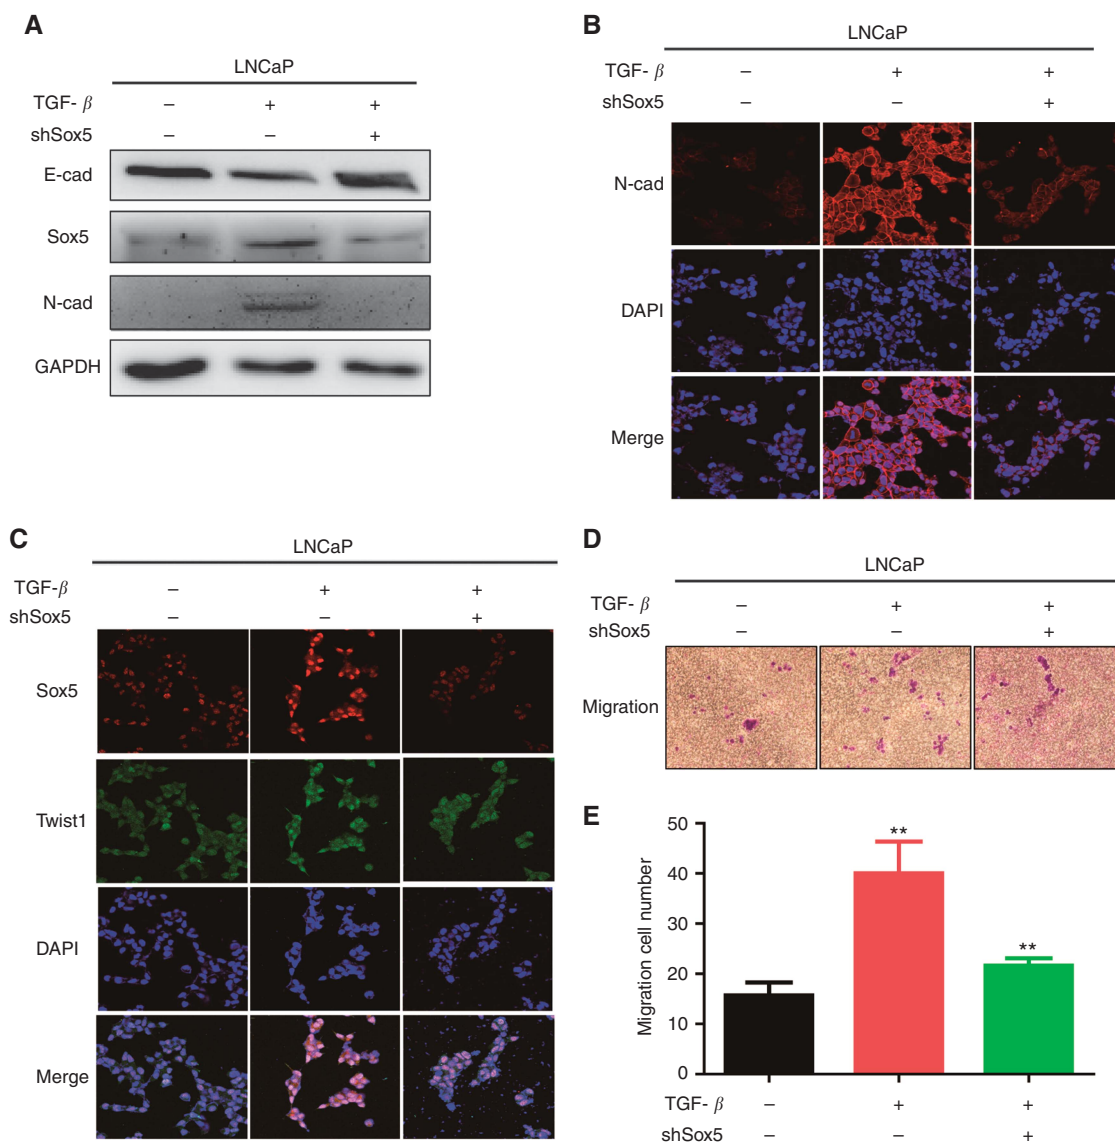 A
LNCaP
TGF- β − + +
shSox5 − − +
E-cad
Sox5
N-cad
GAPDH
B
LNCaP
TGF- β − + +
shSox5 − − +
N-cad
DAPI
Merge
C
LNCaP
TGF-β − + +
shSox5 − − +
Sox5
Twist1
DAPI
Merge
D
LNCaP
TGF- β − + +
shSox5 − − +
Migration
E
Migration cell number
50
40
30
20
10
0
**
**
TGF- β − + +
shSox5 − − +